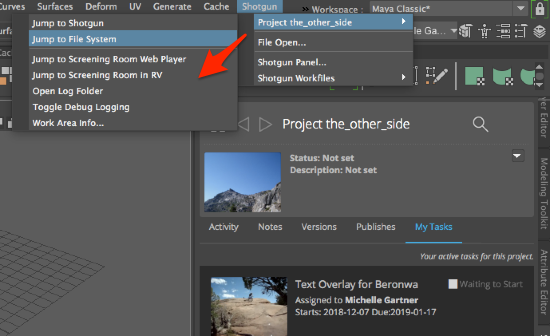 Curves Surfaces Deform UV Generate Cache Shotgun Workspace : Maya Classic*
Jump to Shotgun
Jump to File System
Jump to Screening Room Web Player
Jump to Screening Room in RV
Open Log Folder
Toggle Debug Logging
Work Area Info...
Project the_other_side
File Open...
Shotgun Panel...
Shotgun Workfiles
Project the_other_side
Status: Not set
Description: Not set
Activity Notes Versions Publishes My Tasks
Your active tasks for this project.
Text Overlay for Beronwa
Waiting to Start
Assigned to Michelle Gartner
Starts: 2018-12-07 Due:2019-01-17
Modeling Toolkit
Attribute Editor